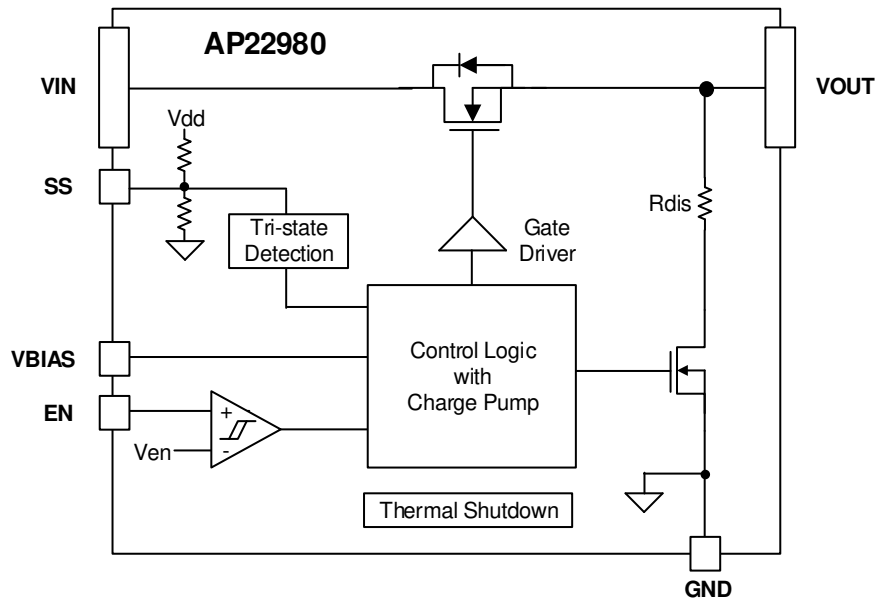 AP22980
VIN
VOUT
Vdd
SS
Rdis
Tri-state
Detection
Gate
Driver
VBIAS
Control Logic
with
Charge Pump
EN
+
Ven
-
Thermal Shutdown
GND